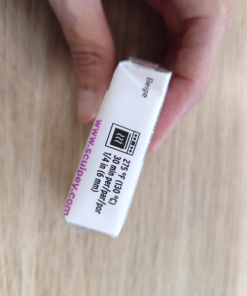 Beige
275 °F (130 °C)
30 min per/par/por
1/4 in (6 mm)
www.sculpey.com